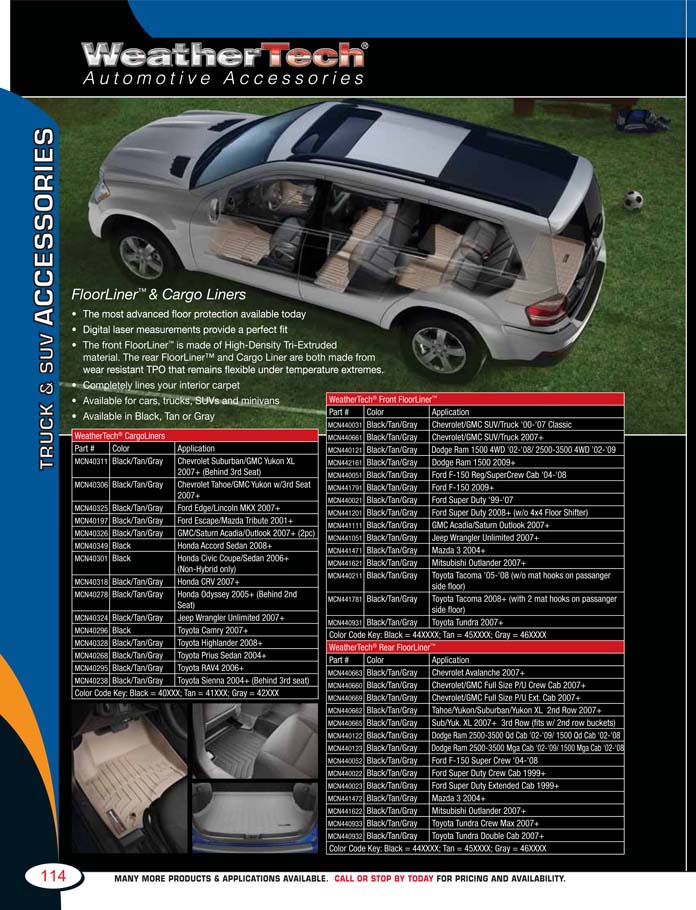 WeatherTech®
Automotive Accessories
TRUCK & SUV ACCESSORIES
FloorLiner™ & Cargo Liners
• The most advanced floor protection available today
• Digital laser measurements provide a perfect fit
• The front FloorLiner™ is made of High-Density Tri-Extruded
material. The rear FloorLiner™ and Cargo Liner are both made from
wear resistant TPO that remains flexible under temperature extremes.
• Completely lines your interior carpet
• Available for cars, trucks, SUVs and minivans
• Available in Black, Tan or Gray
WeatherTech® CargoLiners
Part # Color Application
MCN40311 Black/Tan/Gray Chevrolet Suburban/GMC Yukon XL
2007+ (Behind 3rd Seat)
MCN40306 Black/Tan/Gray Chevrolet Tahoe/GMC Yukon w/3rd Seat
2007+
MCN40325 Black/Tan/Gray Ford Edge/Lincoln MKX 2007+
MCN40197 Black/Tan/Gray Ford Escape/Mazda Tribute 2001+
MCN40326 Black/Tan/Gray GMC/Saturn Acadia/Outlook 2007+ (2pc)
MCN40349 Black Honda Accord Sedan 2008+
MCN40301 Black Honda Civic Coupe/Sedan 2006+
(Non-Hybrid only)
MCN40318 Black/Tan/Gray Honda CRV 2007+
MCN40278 Black/Tan/Gray Honda Odyssey 2005+ (Behind 2nd
Seat)
MCN40324 Black/Tan/Gray Jeep Wrangler Unlimited 2007+
MCN40296 Black Toyota Camry 2007+
MCN40328 Black/Tan/Gray Toyota Highlander 2008+
MCN40268 Black/Tan/Gray Toyota Prius Sedan 2004+
MCN40295 Black/Tan/Gray Toyota RAV4 2006+
MCN40238 Black/Tan/Gray Toyota Sienna 2004+ (Behind 3rd seat)
Color Code Key: Black = 40XXX; Tan = 41XXX; Gray = 42XXX
WeatherTech® Front FloorLiner™
Part # Color Application
MCN440031 Black/Tan/Gray Chevrolet/GMC SUV/Truck '00-'07 Classic
MCN440661 Black/Tan/Gray Chevrolet/GMC SUV/Truck 2007+
MCN440121 Black/Tan/Gray Dodge Ram 1500 4WD '02-'08/ 2500-3500 4WD '02-'09
MCN442161 Black/Tan/Gray Dodge Ram 1500 2009+
MCN440051 Black/Tan/Gray Ford F-150 Reg/SuperCrew Cab '04-'08
MCN441791 Black/Tan/Gray Ford F-150 2009+
MCN440021 Black/Tan/Gray Ford Super Duty '99-'07
MCN441201 Black/Tan/Gray Ford Super Duty 2008+ (w/o 4x4 Floor Shifter)
MCN441111 Black/Tan/Gray GMC Acadia/Saturn Outlook 2007+
MCN441051 Black/Tan/Gray Jeep Wrangler Unlimited 2007+
MCN441471 Black/Tan/Gray Mazda 3 2004+
MCN441621 Black/Tan/Gray Mitsubishi Outlander 2007+
MCN440211 Black/Tan/Gray Toyota Tacoma '05-'08 (w/o mat hooks on passanger
side floor)
MCN441781 Black/Tan/Gray Toyota Tacoma 2008+ (with 2 mat hooks on passanger
side floor)
MCN440931 Black/Tan/Gray Toyota Tundra 2007+
Color Code Key: Black = 44XXXX; Tan = 45XXXX; Gray = 46XXXX
WeatherTech® Rear FloorLiner™
Part # Color Application
MCN440663 Black/Tan/Gray Chevrolet Avalanche 2007+
MCN440660 Black/Tan/Gray Chevrolet/GMC Full Size P/U Crew Cab 2007+
MCN440669 Black/Tan/Gray Chevrolet/GMC Full Size P/U Ext. Cab 2007+
MCN440662 Black/Tan/Gray Tahoe/Yukon/Suburban/Yukon XL 2nd Row 2007+
MCN440665 Black/Tan/Gray Sub/Yuk. XL 2007+ 3rd Row (fits w/ 2nd row buckets)
MCN440122 Black/Tan/Gray Dodge Ram 2500-3500 Qd Cab '02-'09/ 1500 Qd Cab '02-'08
MCN440123 Black/Tan/Gray Dodge Ram 2500-3500 Mga Cab '02-'09/ 1500 Mga Cab '02-'08
MCN440052 Black/Tan/Gray Ford F-150 Super Crew '04-'08
MCN440022 Black/Tan/Gray Ford Super Duty Crew Cab 1999+
MCN440023 Black/Tan/Gray Ford Super Duty Extended Cab 1999+
MCN441472 Black/Tan/Gray Mazda 3 2004+
MCN441622 Black/Tan/Gray Mitsubishi Outlander 2007+
MCN440933 Black/Tan/Gray Toyota Tundra Crew Max 2007+
MCN440932 Black/Tan/Gray Toyota Tundra Double Cab 2007+
Color Code Key: Black = 44XXXX; Tan = 45XXXX; Gray = 46XXXX
114
MANY MORE PRODUCTS & APPLICATIONS AVAILABLE. CALL OR STOP BY TODAY FOR PRICING AND AVAILABILITY.